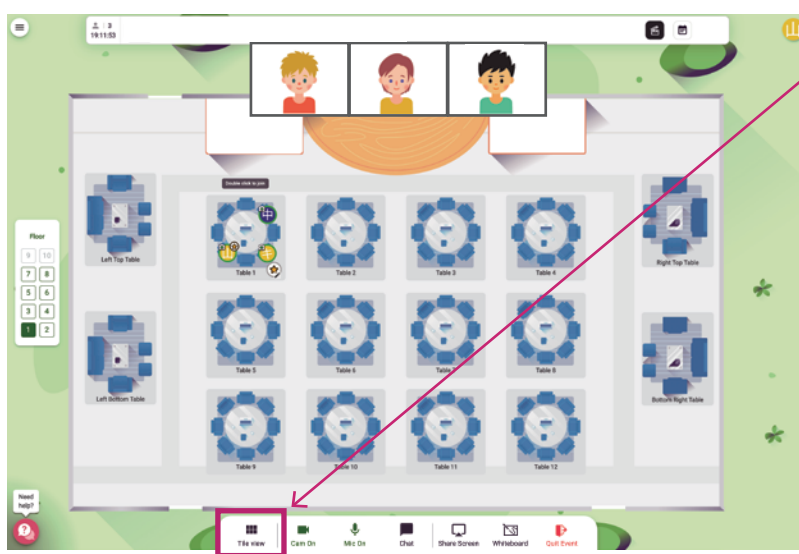 3
19:11:53
Double click to join
Left Top Table
Table 1
Table 2
Table 3
Table 4
Right Top Table
Floor
9 10
7 8
5 6
3 4
1 2
Table 5
Table 6
Table 7
Table 8
Left Bottom Table
Bottom Right Table
Table 9
Table 10
Table 11
Table 12
Need
help?
?
Tile view
Cam On
Mic On
Chat
Share Screen
Whiteboard
Quit Event